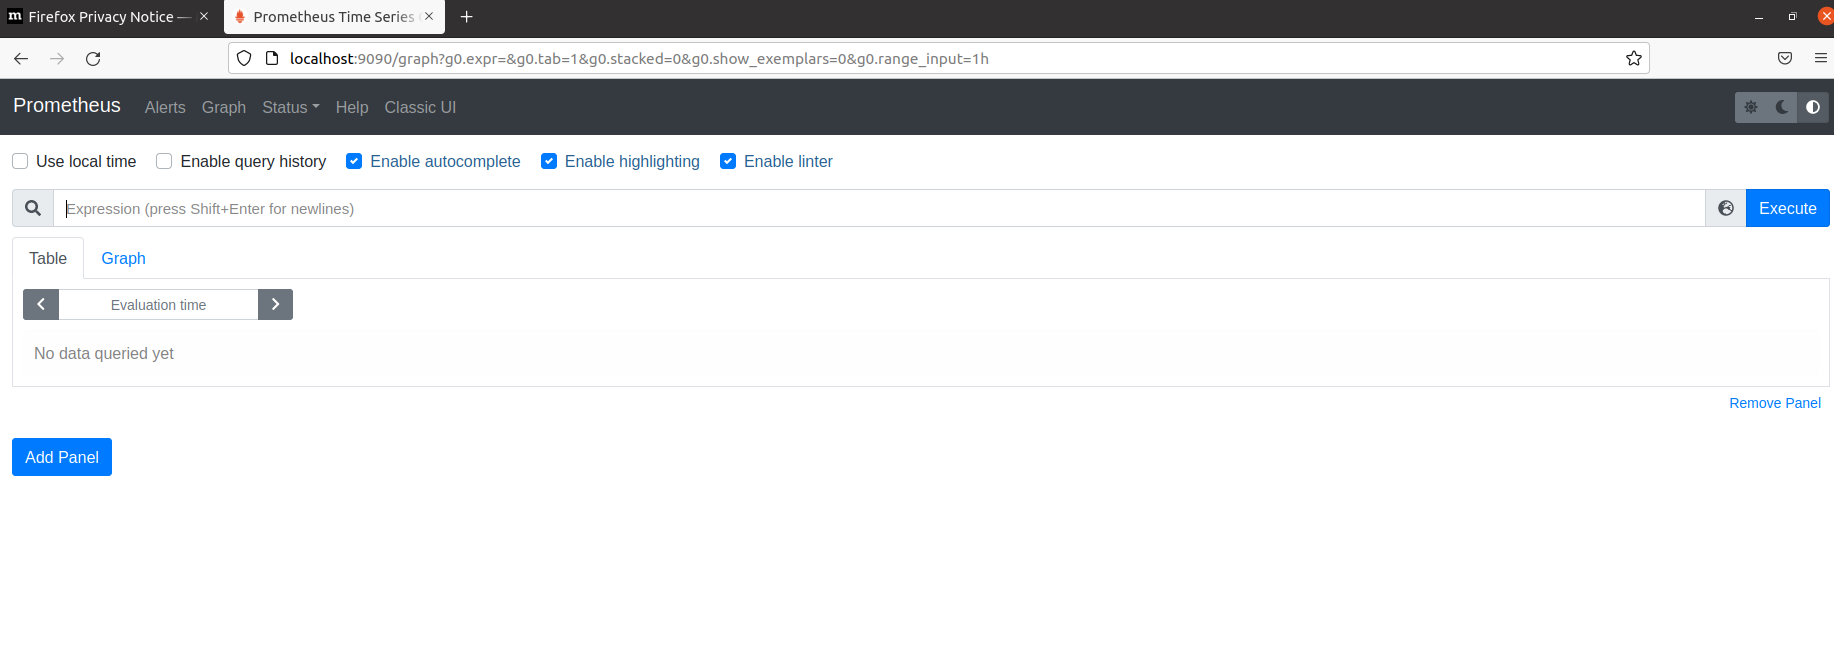 Firefox Privacy Notice —
Prometheus Time Series
localhost:9090/graph?g0.expr=&g0.tab=1&g0.stacked=0&g0.show_exemplars=0&g0.range_input=1h
Prometheus Alerts Graph Status Help Classic UI
Use local time Enable query history Enable autocomplete Enable highlighting Enable linter
Expression (press Shift+Enter for newlines) Execute
Table Graph
Evaluation time
No data queried yet
Remove Panel
Add Panel